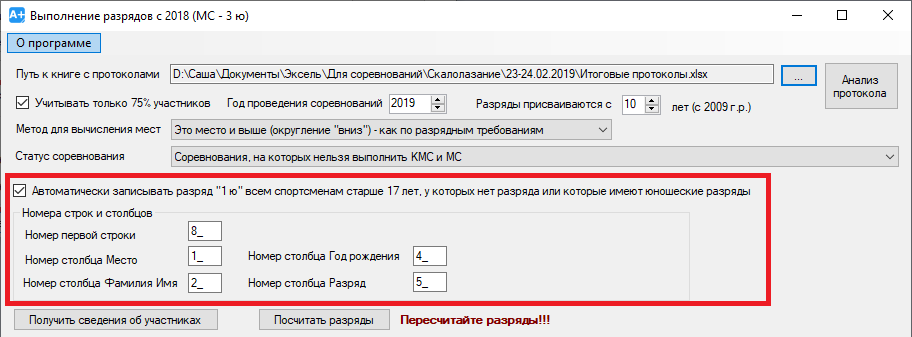 A+ Выполнение разрядов с 2018 (МС - 3 ю)
О программе
Путь к книге с протоколами D:\Саша\Документы\Эксель\Для соревнований\Скалолазание\23-24.02.2019\Итоговые протоколы.xlsx ... Анализ протокола
Учитывать только 75% участников Год проведения соревнований 2019 Разряды присваиваются с 10 лет (с 2009 г.р.)
Метод для вычисления мест Это место и выше (округление "вниз") - как по разрядным требованиям
Статус соревнования Соревнования, на которых нельзя выполнить КМС и МС
Автоматически записывать разряд "1 ю" всем спортсменам старше 17 лет, у которых нет разряда или которые имеют юношеские разряды
Номера строк и столбцов
Номер первой строки 8_
Номер столбца Место 1_ Номер столбца Год рождения 4_
Номер столбца Фамилия Имя 2_ Номер столбца Разряд 5_
Получить сведения об участниках Посчитать разряды Пересчитайте разряды!!!